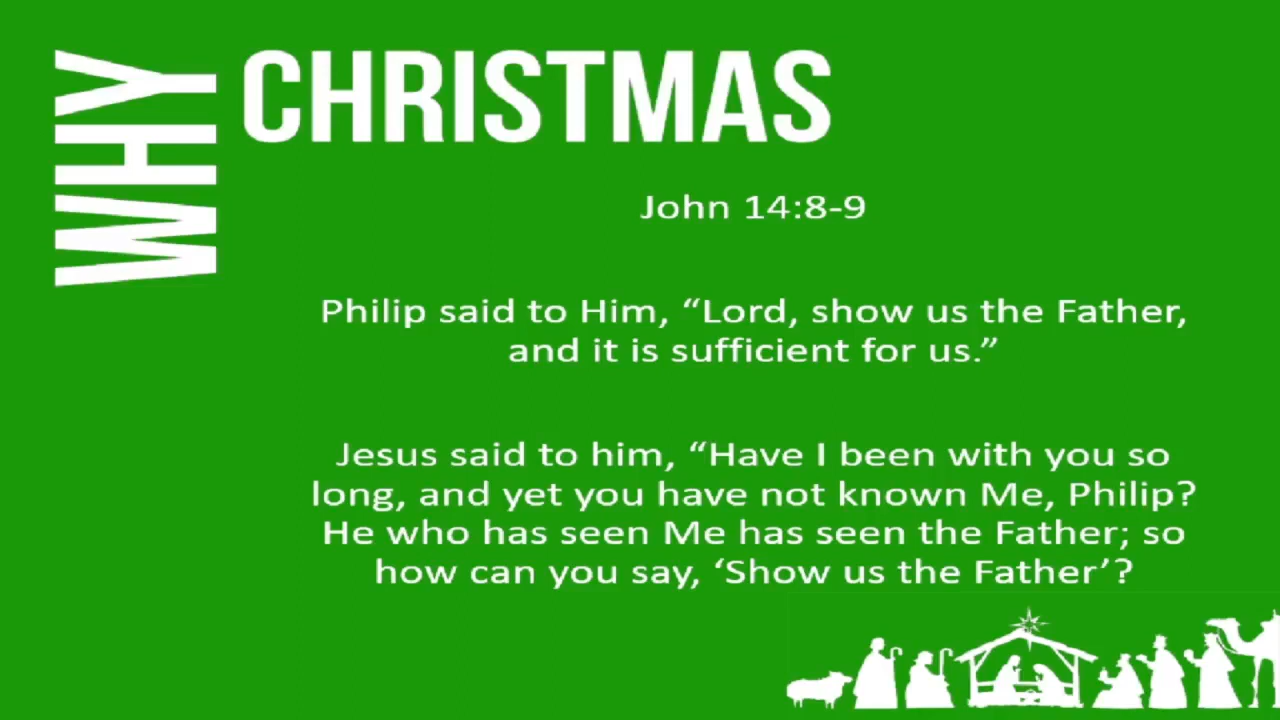 WHY
CHRISTMAS
John 14:8-9
Philip said to Him, “Lord, show us the Father,
and it is sufficient for us.”
Jesus said to him, “Have I been with you so
long, and yet you have not known Me, Philip?
He who has seen Me has seen the Father; so
how can you say, ‘Show us the Father’?